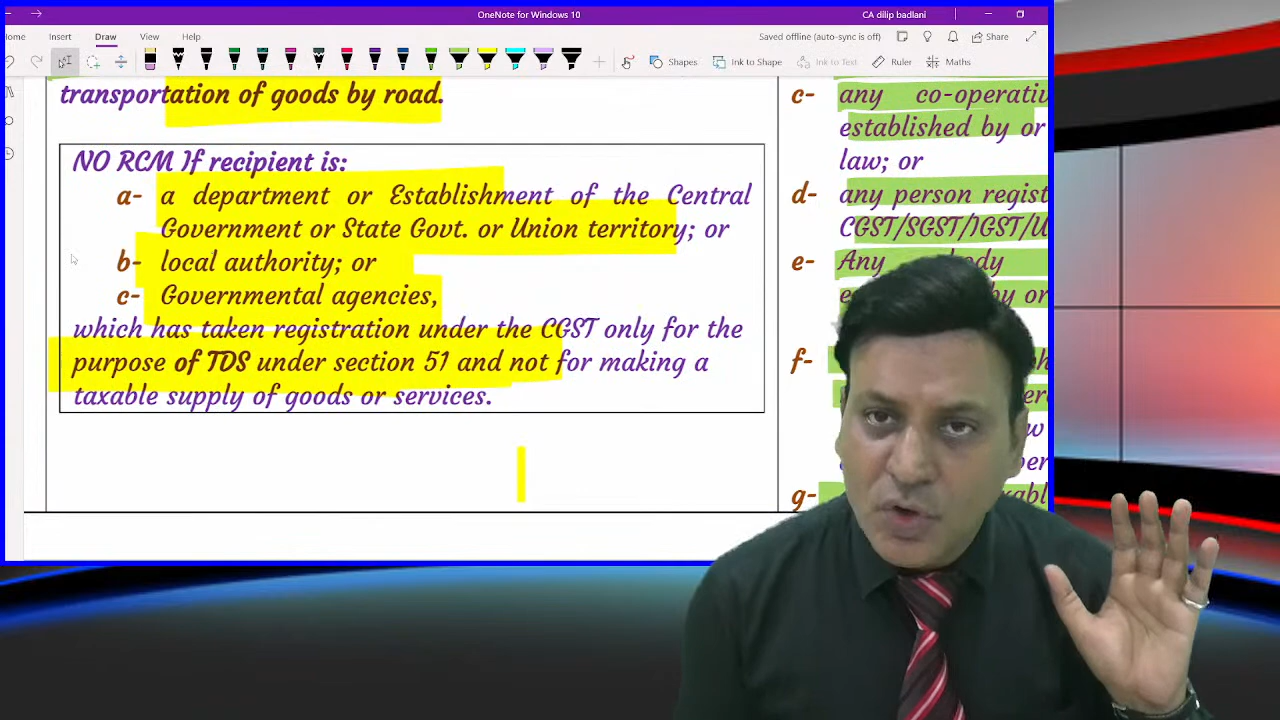 OneNote for Windows 10
CA dilip badlani
Insert
Draw
View
Help
Saved offline (auto-sync is off)
Share
Shapes
Ink to Shape
Ink to Text
Ruler
Maths
transportation of goods by road.
NO RCM If recipient is:
a- a department or Establishment of the Central
Government or State Govt. or Union territory; or
b- local authority; or
c- Governmental agencies,
which has taken registration under the CGST only for the
purpose of TDS under section 51 and not for making a
taxable supply of goods or services.
c- any
established by or
law; or
d- any person
CGST/SGST/IGST/
e- Any
f-
g-